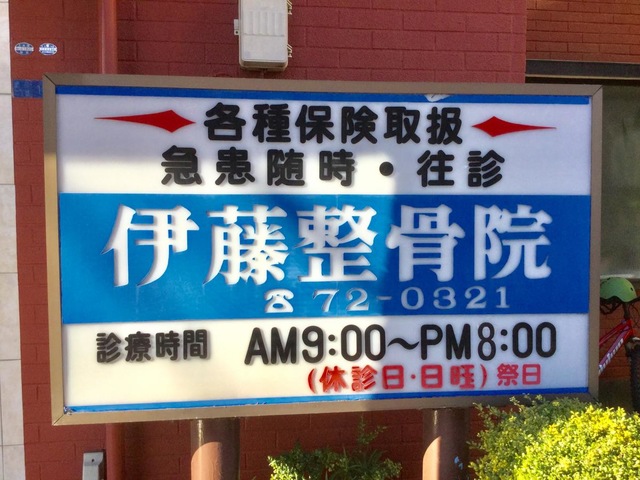 各種保険取扱
急患随時・往診
伊藤整骨院
☎72-0321
診療時間 AM9:00〜PM8:00
(休診日・日曜)祭日